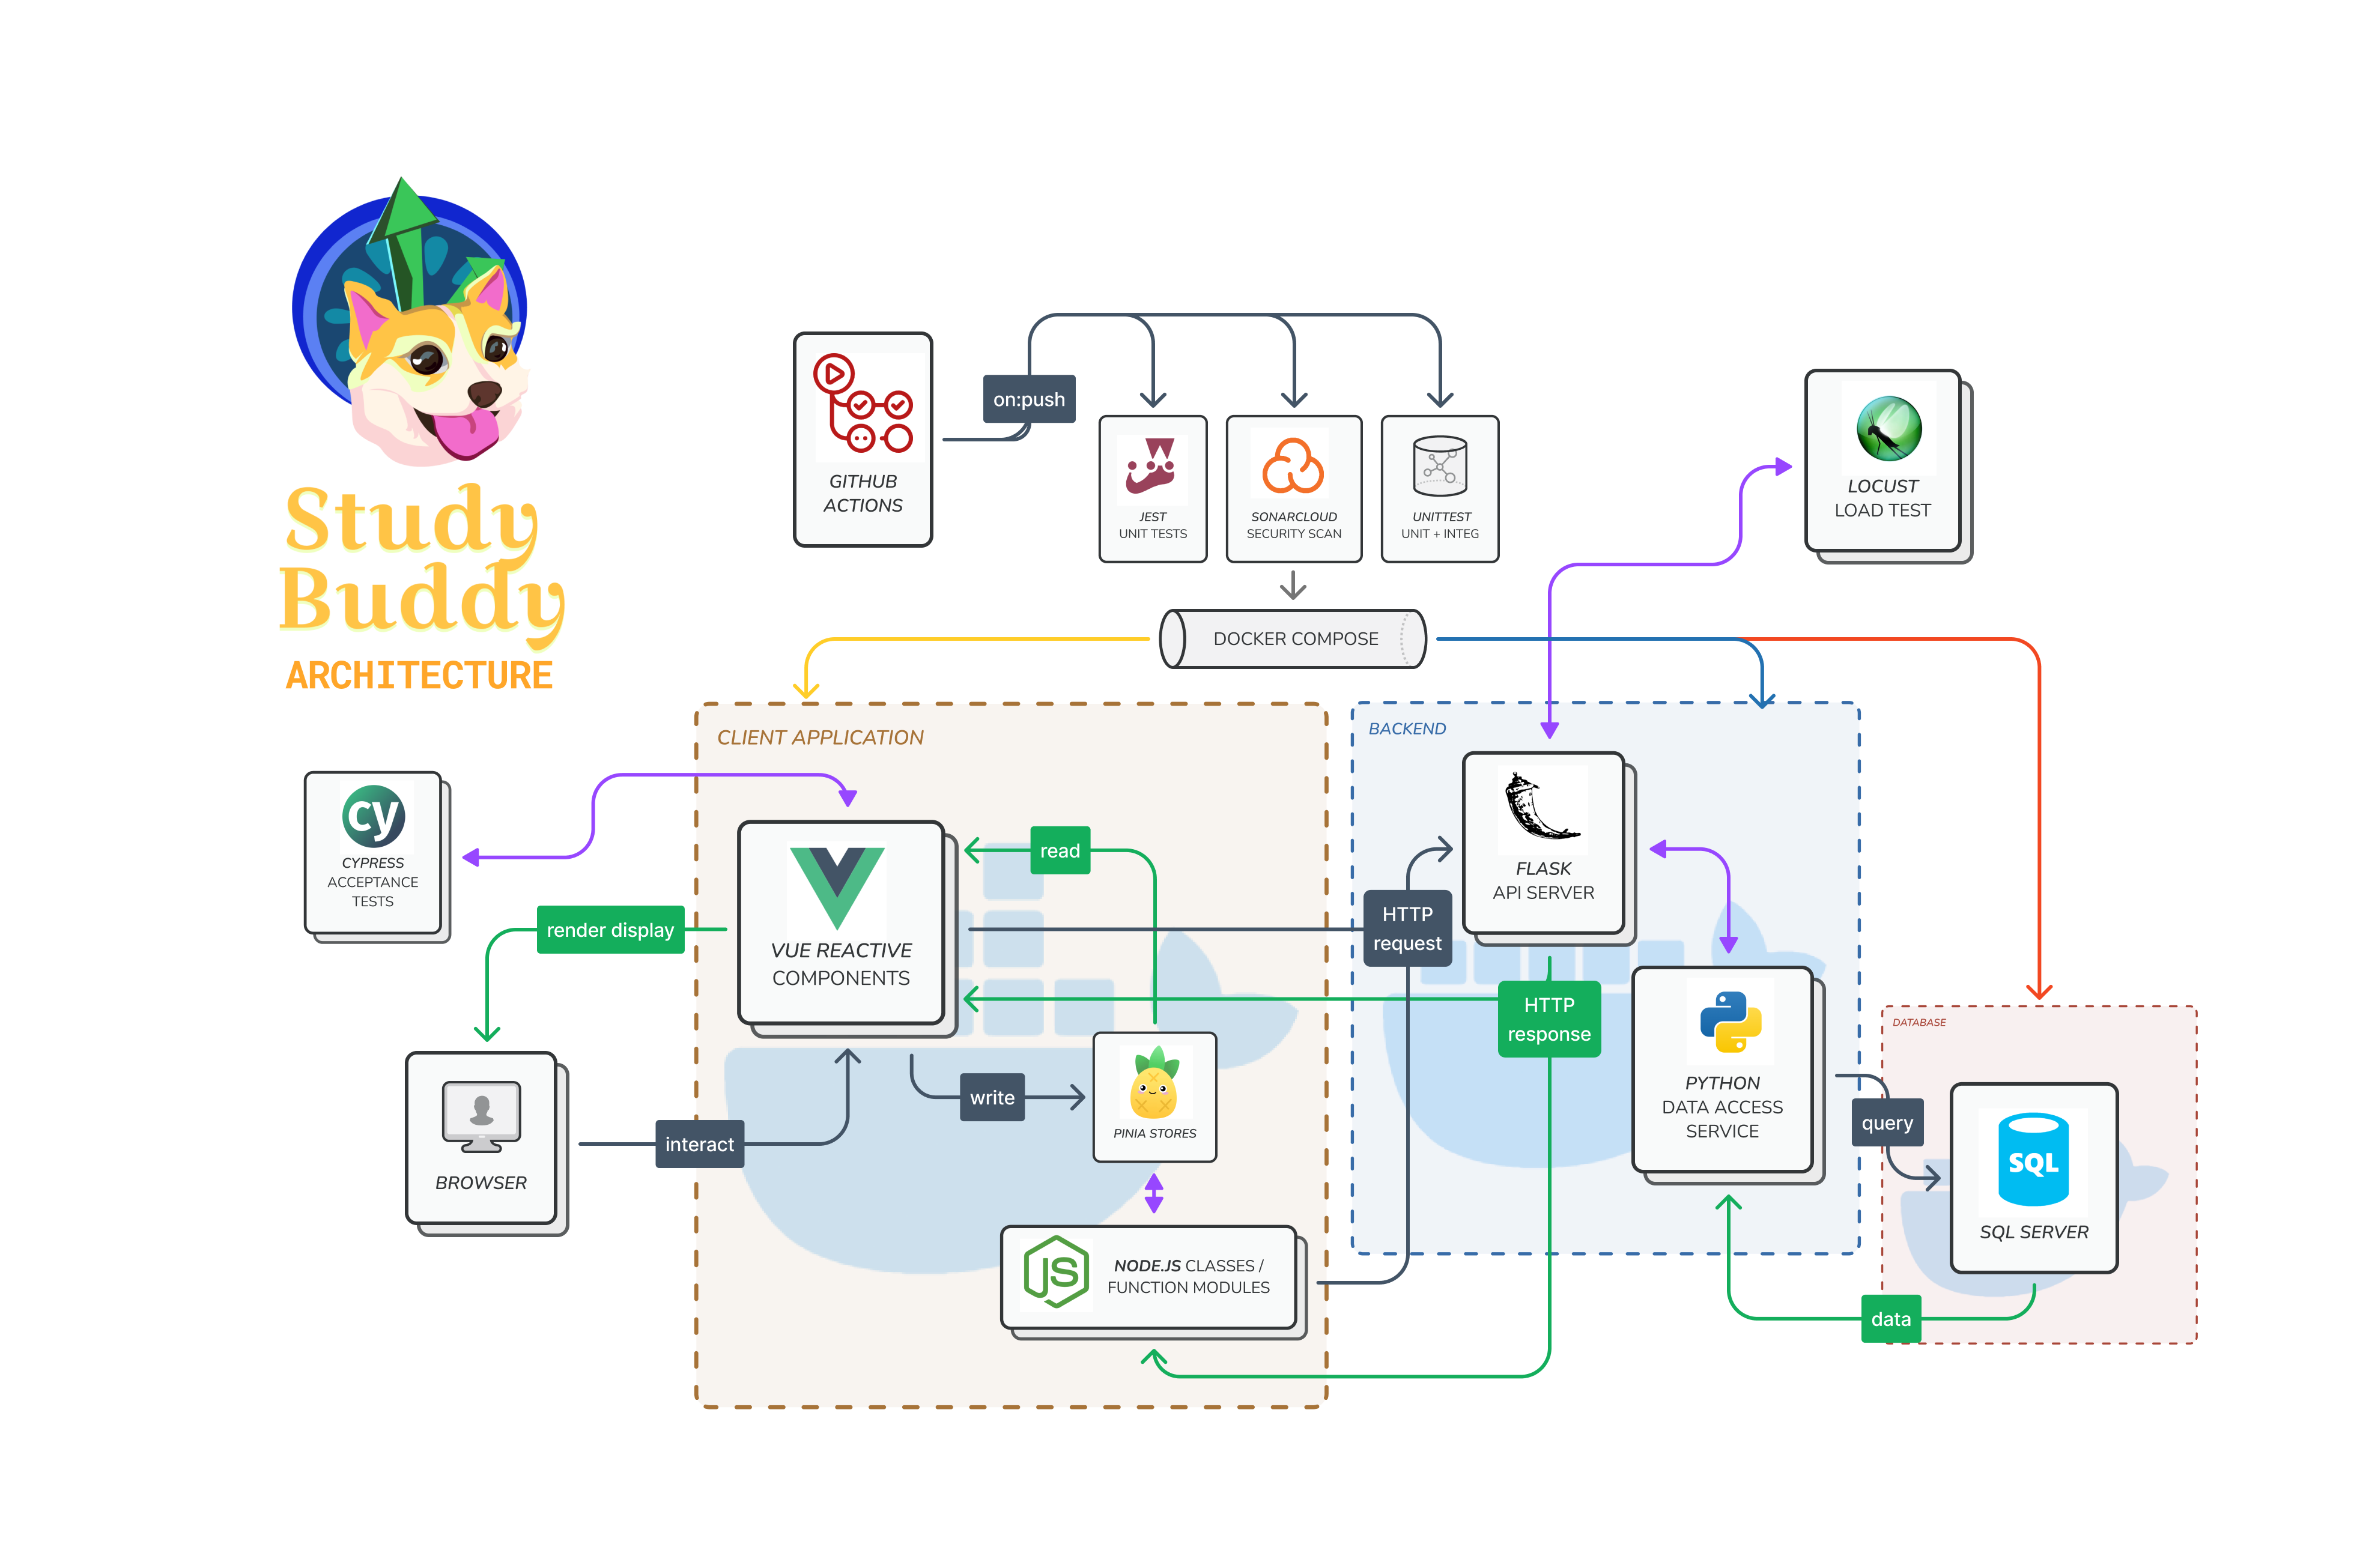 Study
Buddy
ARCHITECTURE
GITHUB
ACTIONS
on:push
JEST
UNIT TESTS
SONARCLOUD
SECURITY SCAN
UNITTEST
UNIT + INTEG
LOCUST
LOAD TEST
DOCKER COMPOSE
CLIENT APPLICATION
BACKEND
cy
CYPRESS
ACCEPTANCE
TESTS
render display
VUE REACTIVE
COMPONENTS
read
HTTP
request
FLASK
API SERVER
HTTP
response
PYTHON
DATA ACCESS
SERVICE
DATABASE
BROWSER
interact
write
PINIA STORES
query
SQL
SQL SERVER
JS
NODE.JS CLASSES /
FUNCTION MODULES
data